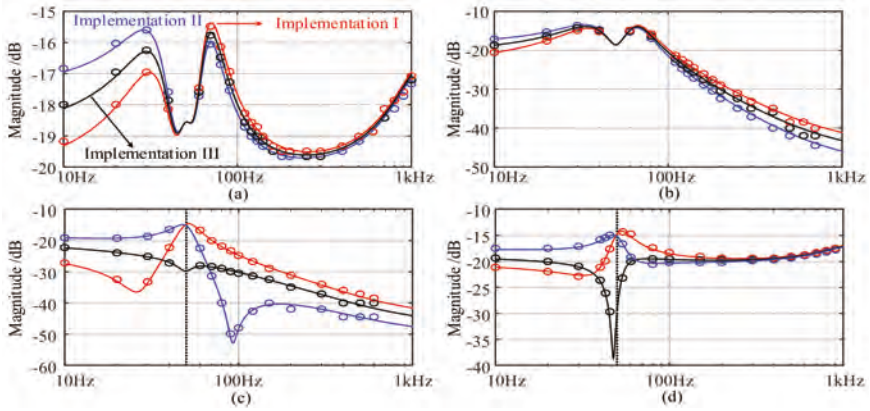 -15
Implementation II
Implementation I
-16
-17
-18
-19
-20
Magnitude /dB
Implementation III
10Hz
100Hz
1kHz
(a)
-10
-20
-30
-40
-50
Magnitude /dB
10Hz
100Hz
1kHz
(b)
-10
-20
-30
-40
-50
-60
Magnitude /dB
10Hz
100Hz
1kHz
(c)
-10
-15
-20
-25
-30
-35
-40
Magnitude /dB
10Hz
100Hz
1kHz
(d)